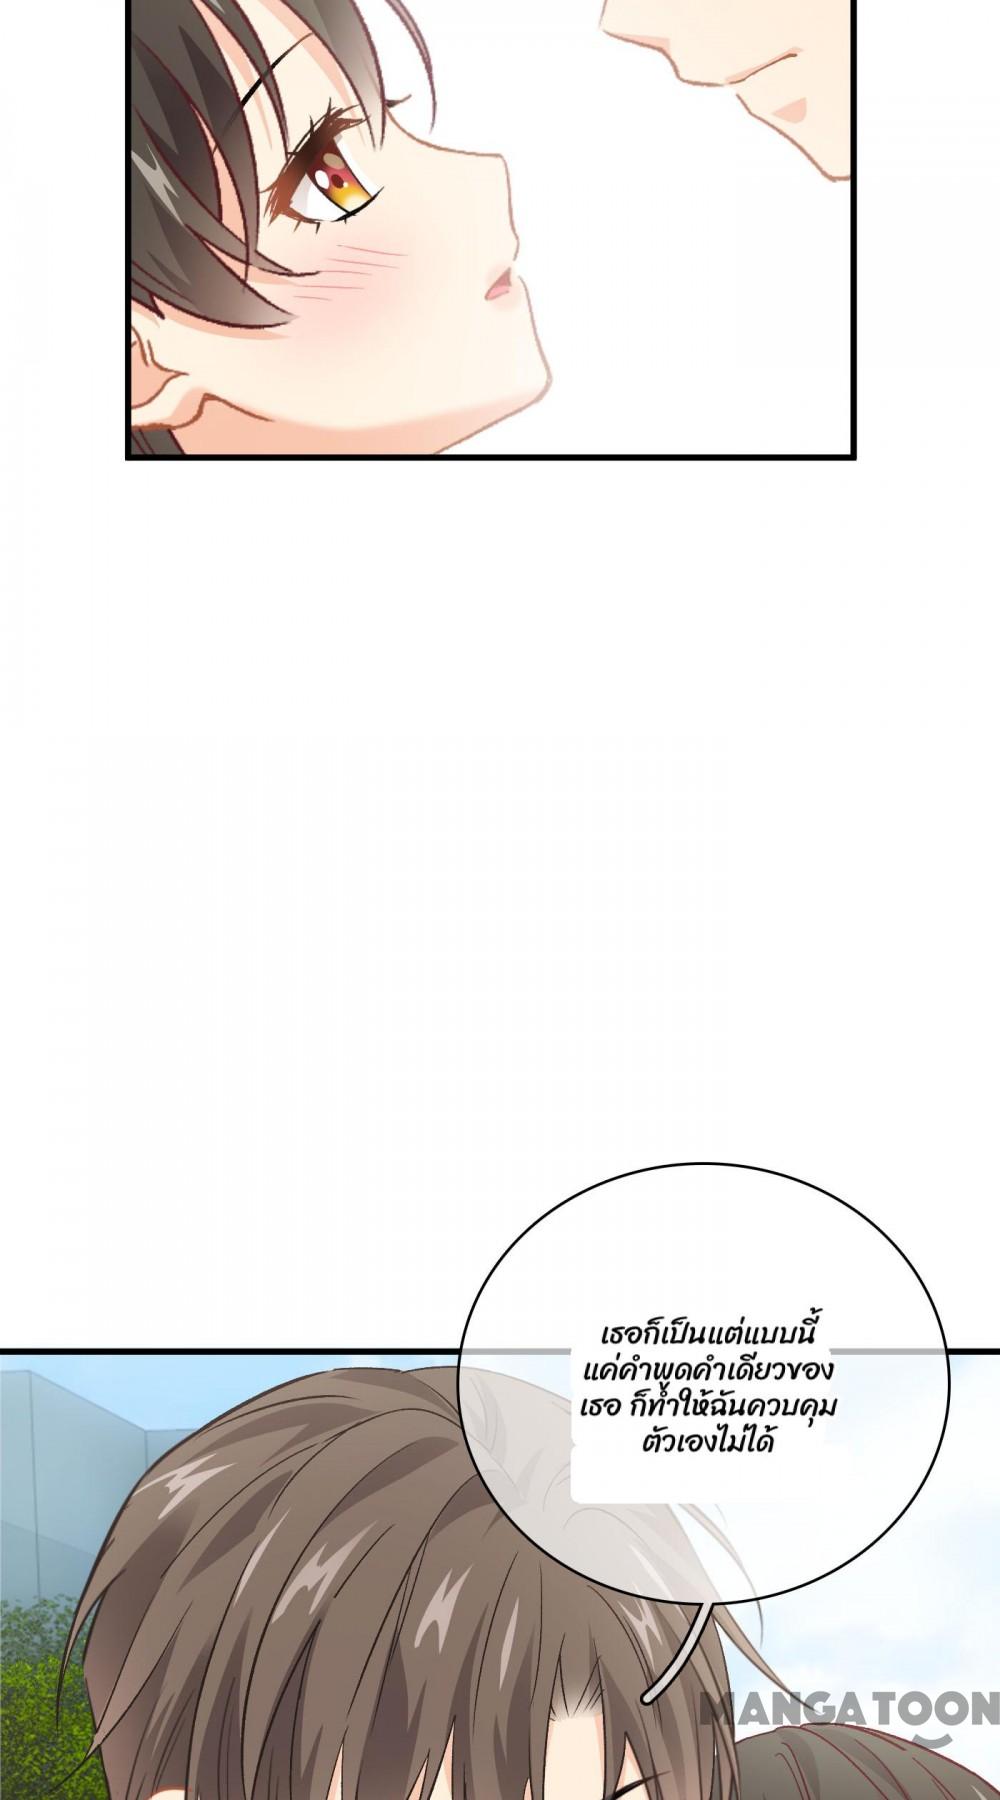 เธอก็เป็นแต่แบบนี้
แค่คำพูดคำเดียวของ
เธอ ก็ทำให้ฉันควบคุม
ตัวเองไม่ได้
MANGATOON